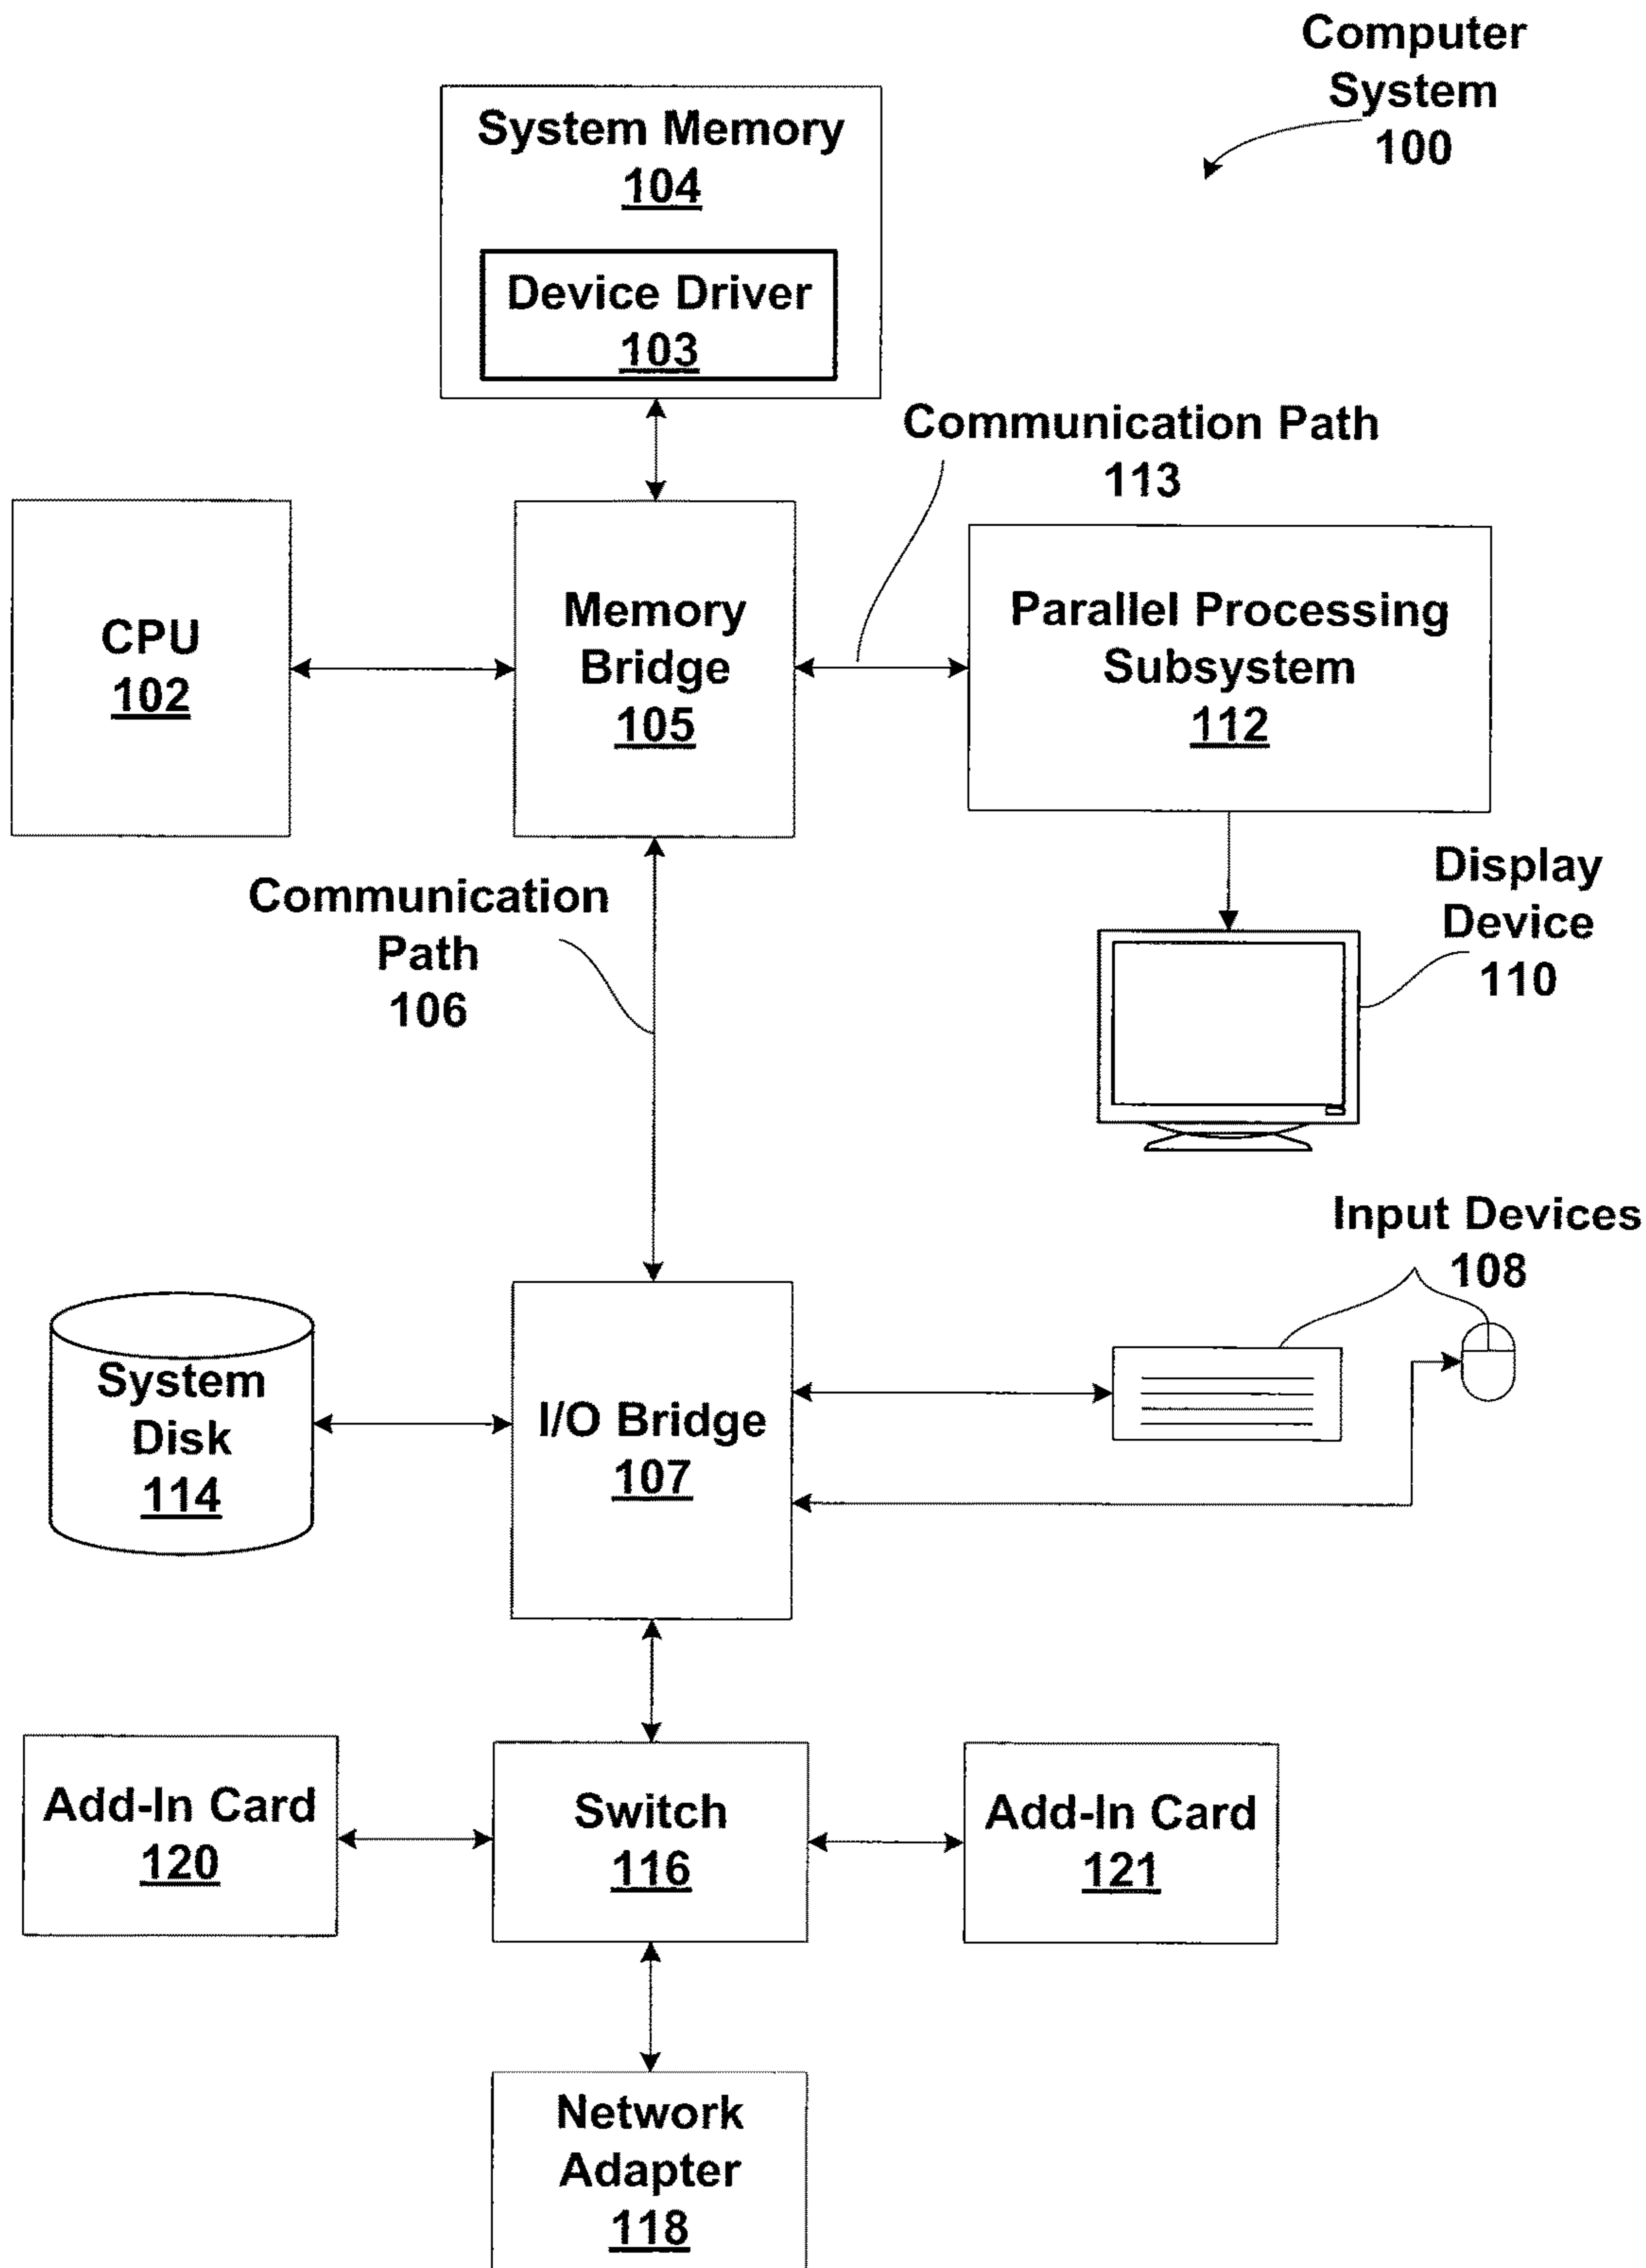 Computer
System
100
System Memory
104
Device Driver
103
Communication Path
113
CPU
102
Memory
Bridge
105
Parallel Processing
Subsystem
112
Communication
Path
106
Display
Device
110
Input Devices
108
System
Disk
114
I/O Bridge
107
Add-In Card
120
Switch
116
Add-In Card
121
Network
Adapter
118